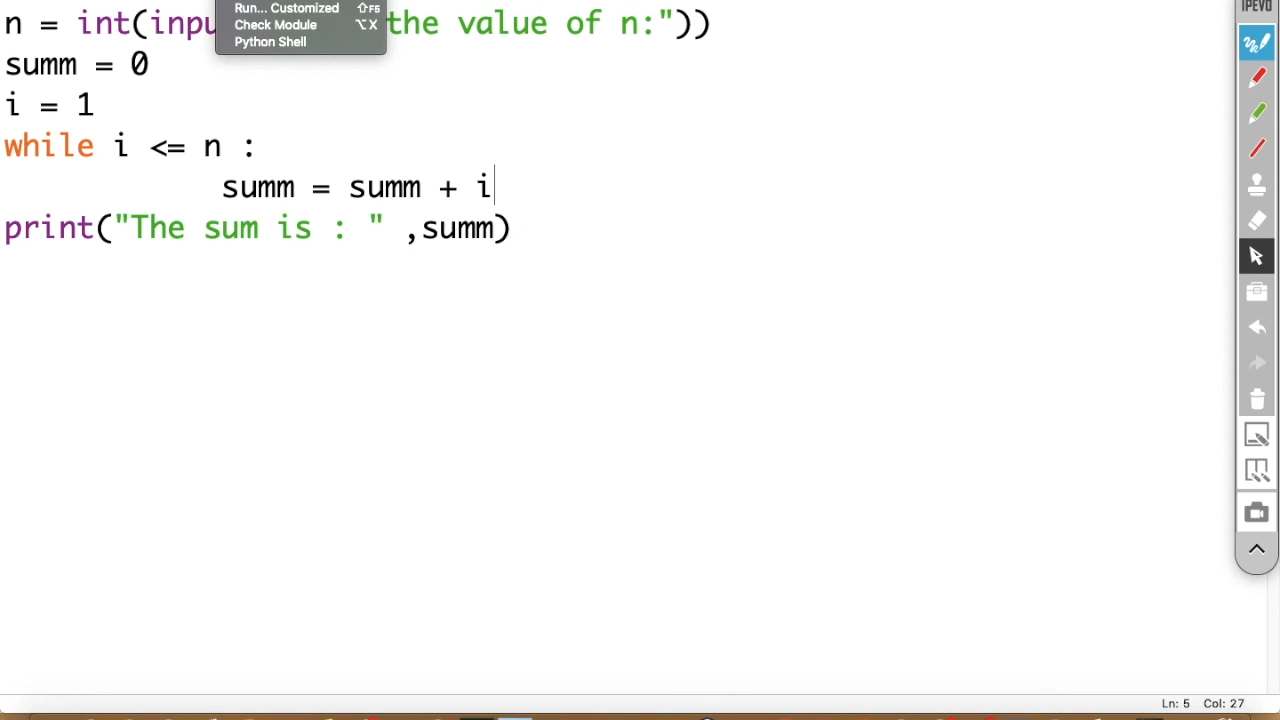 Run... Customized ⇧F5
Check Module ⌥X
Python Shell
n = int(inpu the value of n:"))
summ = 0
i = 1
while i <= n :
summ = summ + i
print("The sum is : " ,summ)
IPEVO
Ln: 5 Col: 27